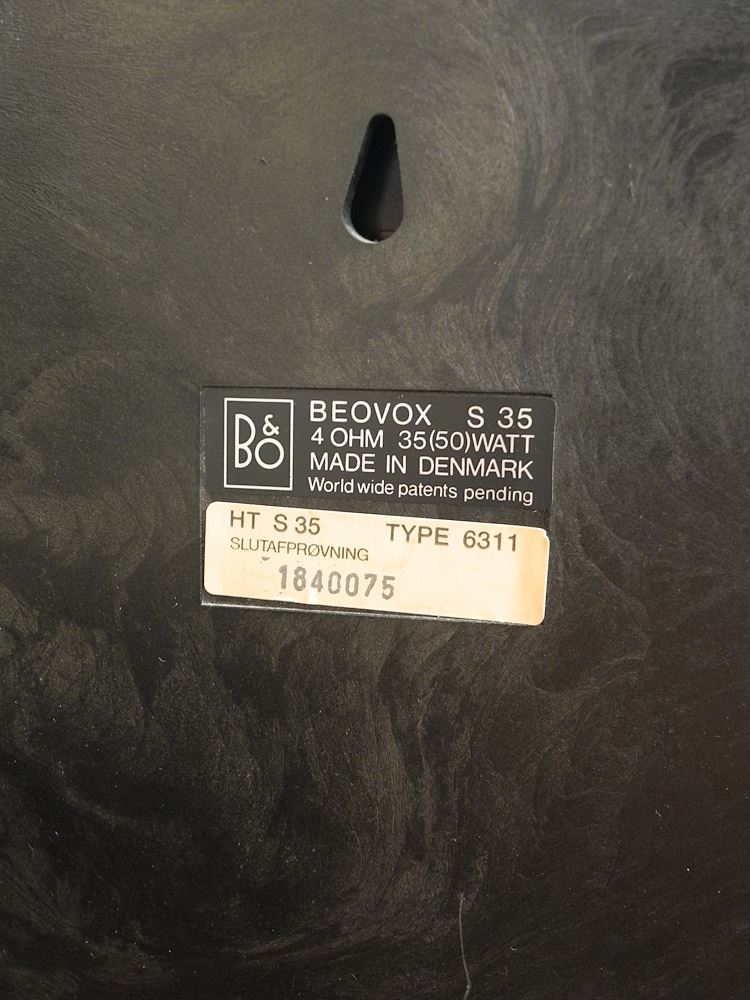 B&O
BEOVOX S 35
4 OHM 35(50)WATT
MADE IN DENMARK
World wide patents pending
HT S 35 TYPE 6311
SLUTAFPRØVNING
1840075